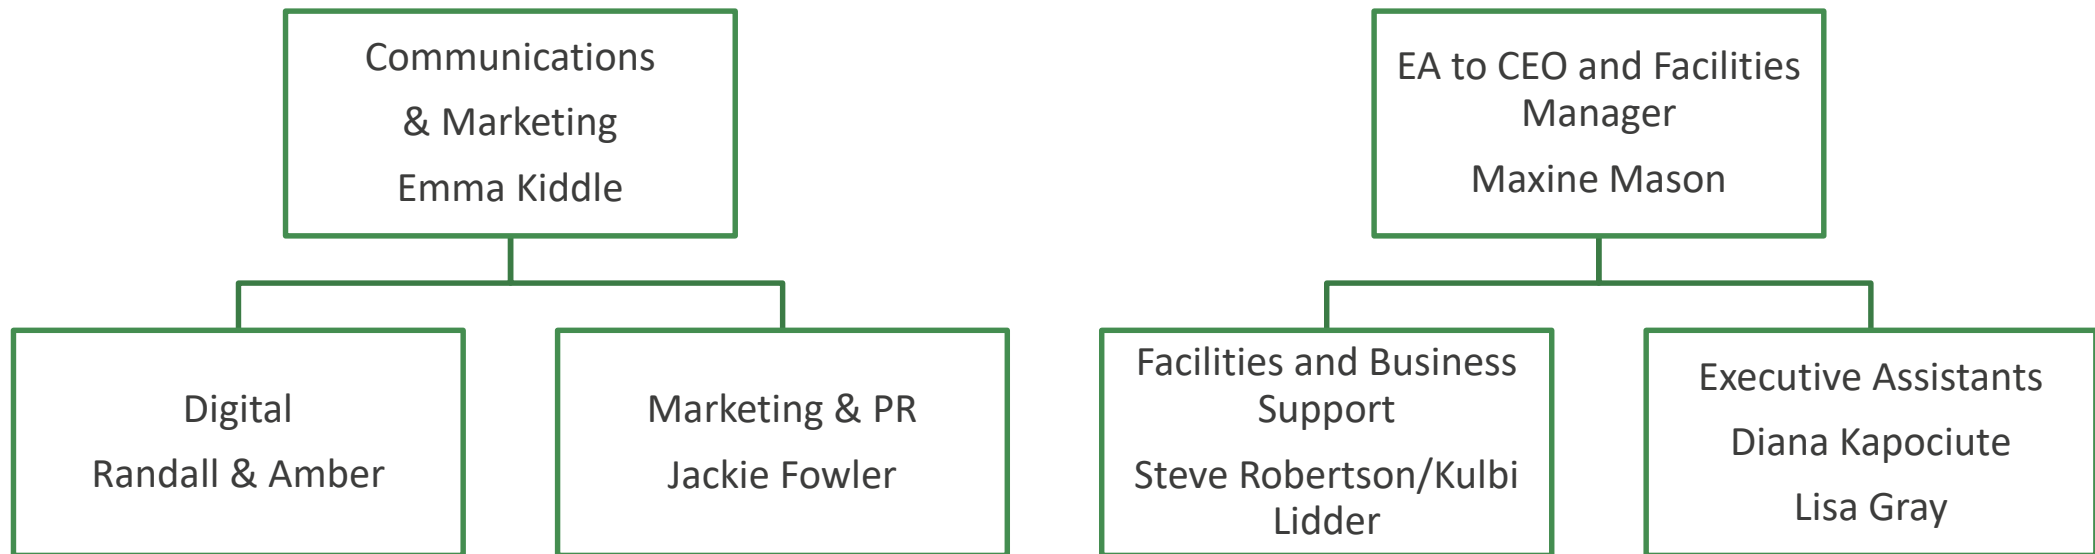 Communications
& Marketing
Emma Kiddle
EA to CEO and Facilities
Manager
Maxine Mason
Digital
Randall & Amber
Marketing & PR
Jackie Fowler
Facilities and Business
Support
Steve Robertson/Kulbi
Lidder
Executive Assistants
Diana Kapociute
Lisa Gray